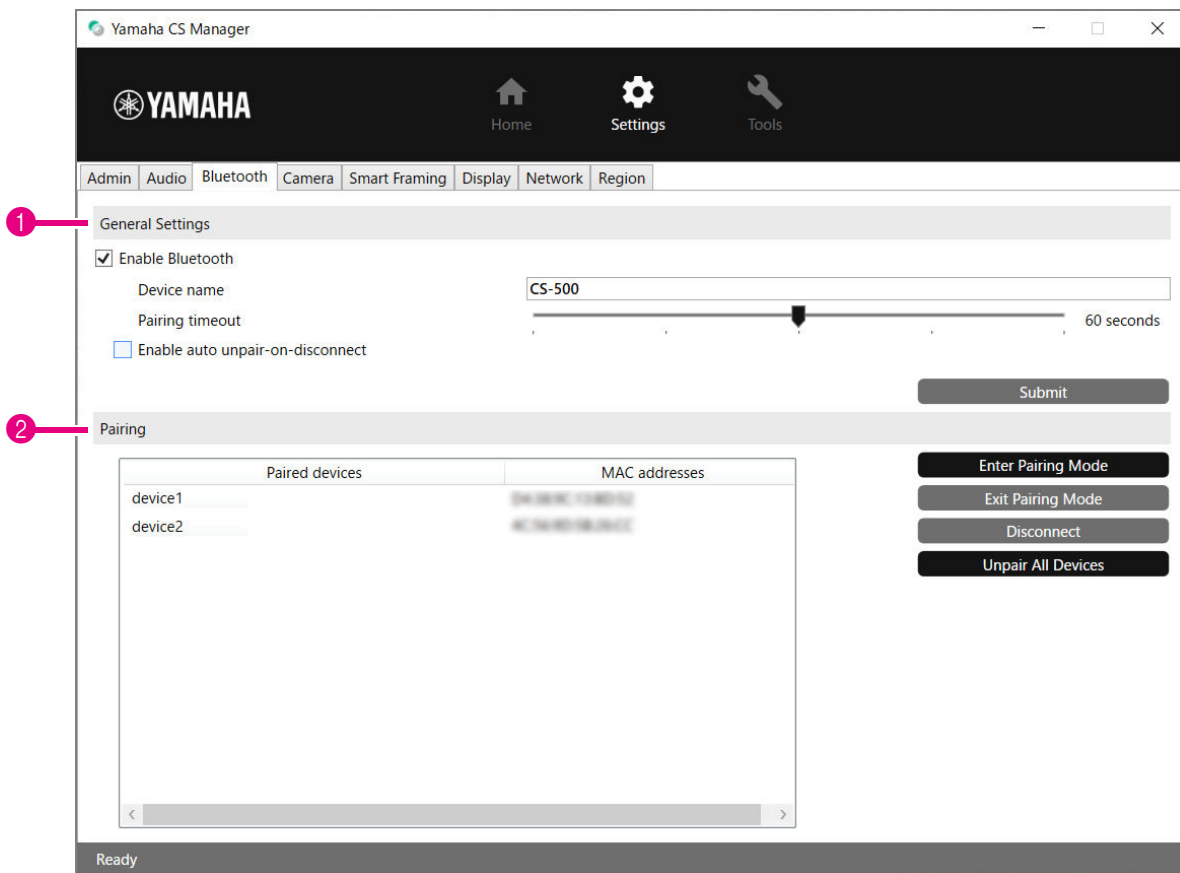 Yamaha CS Manager
YAMAHA
Home Settings Tools
Admin Audio Bluetooth Camera Smart Framing Display Network Region
1 General Settings
Enable Bluetooth
Device name CS-500
Pairing timeout 60 seconds
Enable auto unpair-on-disconnect
Submit
2 Pairing
Paired devices MAC addresses
Enter Pairing Mode
device1
Exit Pairing Mode
device2
Disconnect
Unpair All Devices
Ready